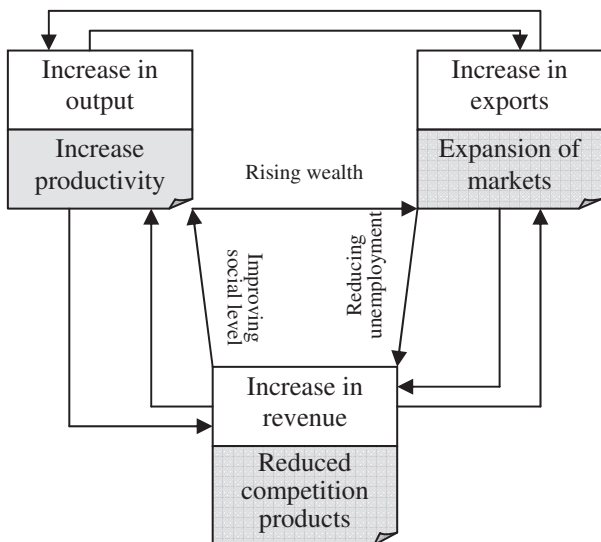 Increase in
output
Increase
productivity
Increase in
exports
Expansion of
markets
Rising wealth
Improving
social level
Reducing
unemployment
Increase in
revenue
Reduced
competition
products